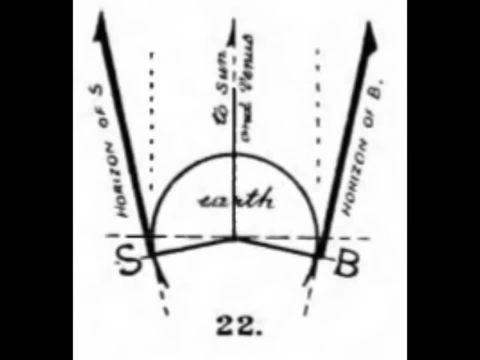 HORIZON OF S
to sun
and Venus
HORIZON OF B.
earth
S
B
22.